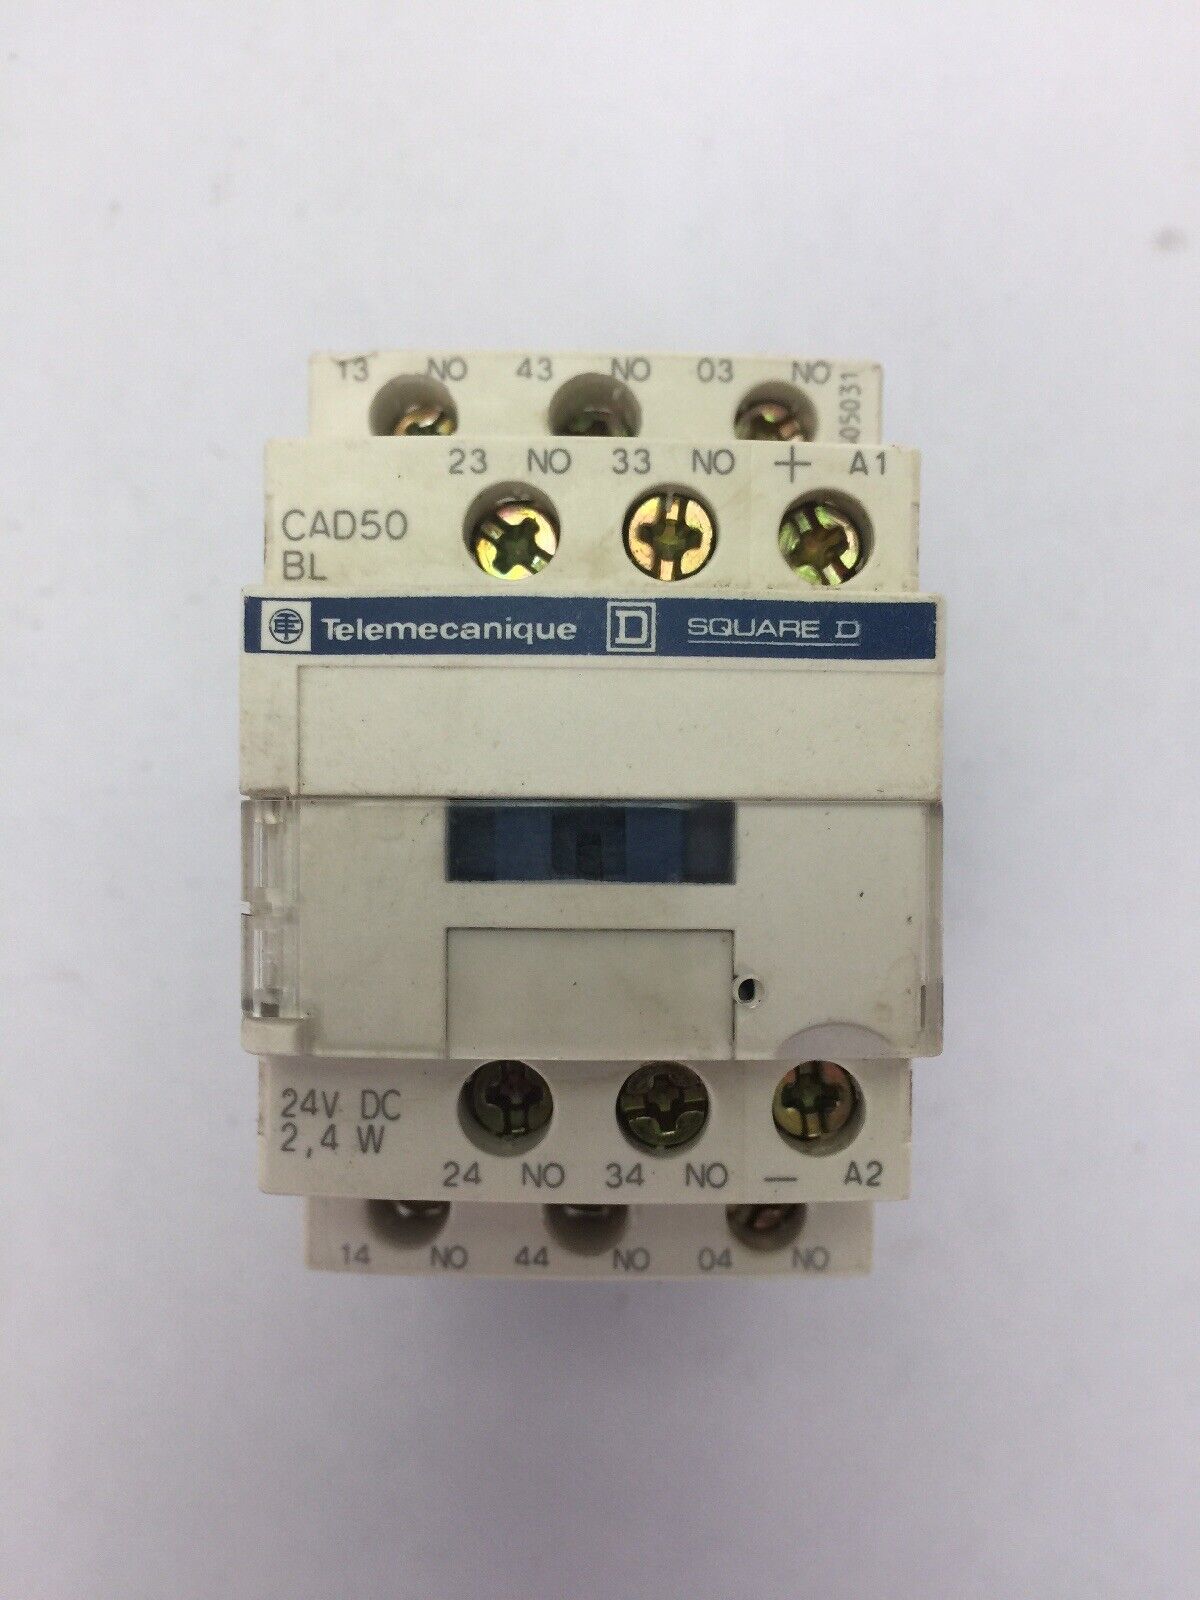 13 NO 43 NO 03 NO
05031
23 NO 33 NO + A1
CAD50
BL
Telemecanique D SQUARE D
24V DC
2,4 W
24 NO 34 NO — A2
14 NO 44 NO 04 NO